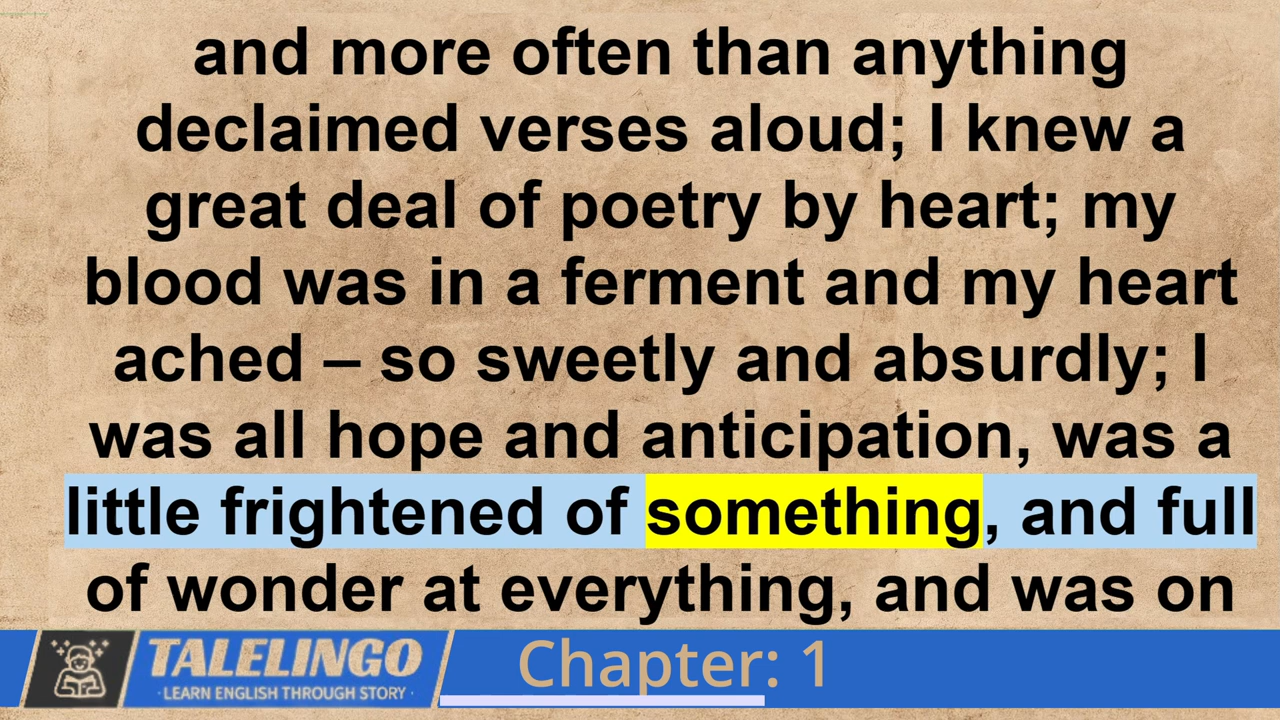 and more often than anything
declaimed verses aloud; I knew a
great deal of poetry by heart; my
blood was in a ferment and my heart
ached – so sweetly and absurdly; I
was all hope and anticipation, was a
little frightened of something, and full
of wonder at everything, and was on
TALELINGO
· LEARN ENGLISH THROUGH STORY ·
Chapter: 1